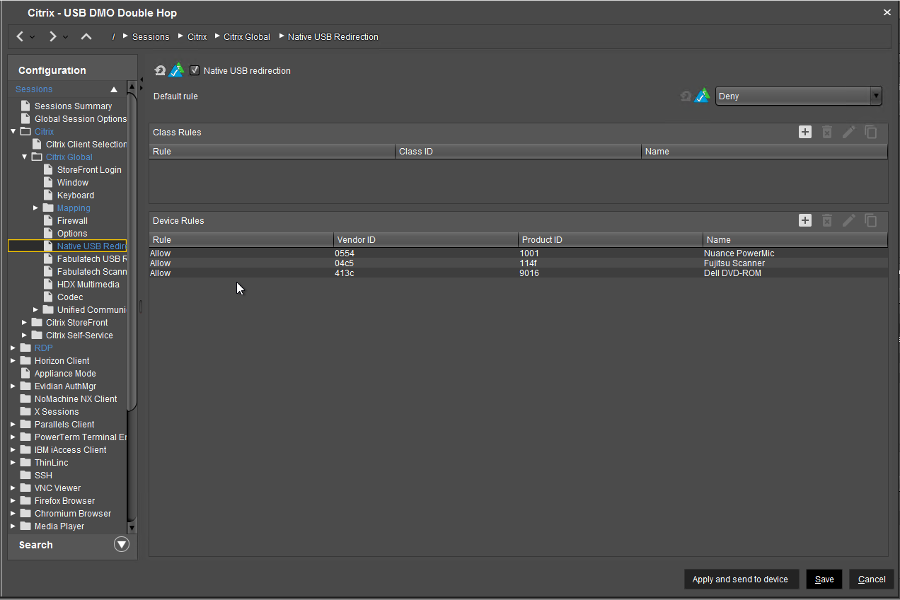 Citrix - USB DMO Double Hop
/ Sessions Citrix Citrix Global Native USB Redirection
Configuration
Sessions
Sessions Summary
Global Session Options
Citrix
Citrix Client Selection
Citrix Global
StoreFront Login
Window
Keyboard
Mapping
Firewall
Options
Native USB Redir
Fabulatech USB R
Fabulatech Scann
HDX Multimedia
Codec
Unified Communi
Citrix StoreFront
Citrix Self-Service
RDP
Horizon Client
Appliance Mode
Evidian AuthMgr
NoMachine NX Client
X Sessions
Parallels Client
PowerTerm Terminal Er
IBM iAccess Client
ThinLinc
SSH
VNC Viewer
Firefox Browser
Chromium Browser
Media Player
Search
Native USB redirection
Default rule
Deny
Class Rules
Rule Class ID Name
Device Rules
Rule Vendor ID Product ID Name
Allow 0554 1001 Nuance PowerMic
Allow 04c5 114f Fujitsu Scanner
Allow 413c 9016 Dell DVD-ROM
Apply and send to device Save Cancel